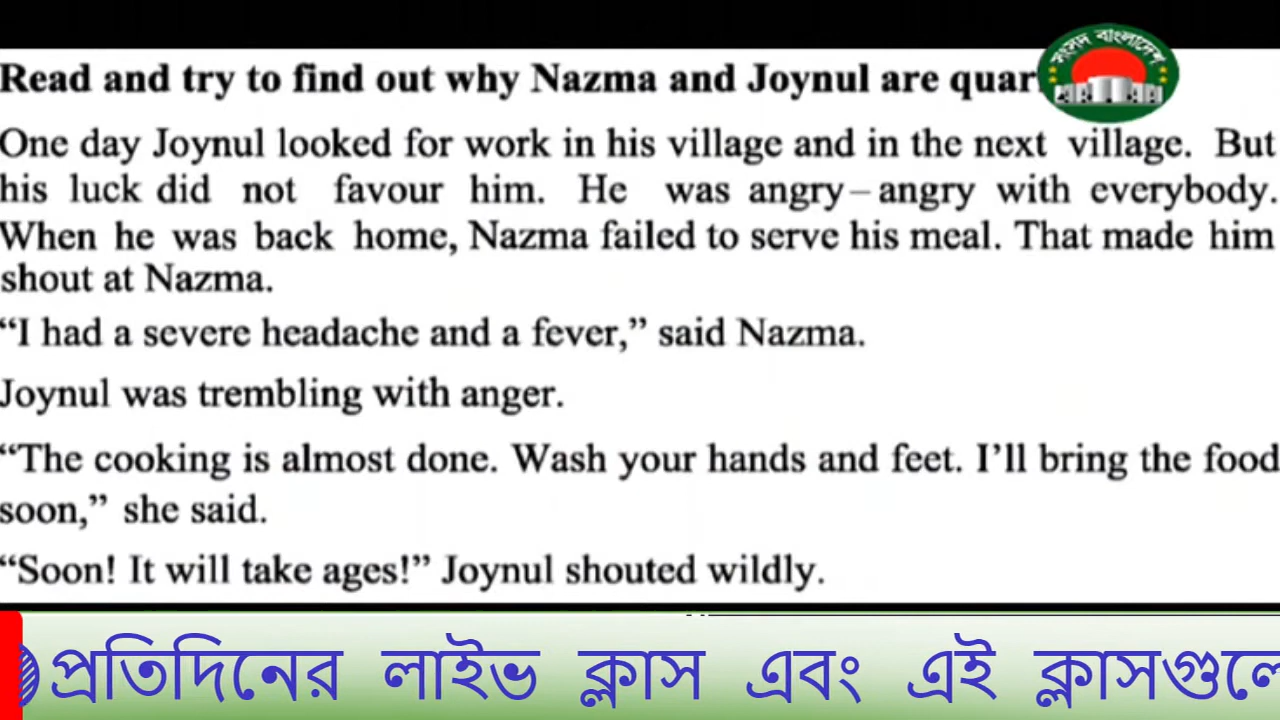 Read and try to find out why Nazma and Joynul are
সংসদ বাংলাদেশ
One day Joynul looked for work in his village and in the next village. But
his luck did not favour him. He was angry – angry with everybody.
When he was back home, Nazma failed to serve his meal. That made him
shout at Nazma.
“I had a severe headache and a fever,” said Nazma.
Joynul was trembling with anger.
“The cooking is almost done. Wash your hands and feet. I’ll bring the food
soon,” she said.
“Soon! It will take ages!” Joynul shouted wildly.
প্রতিদিনের লাইভ ক্লাস এবং এই